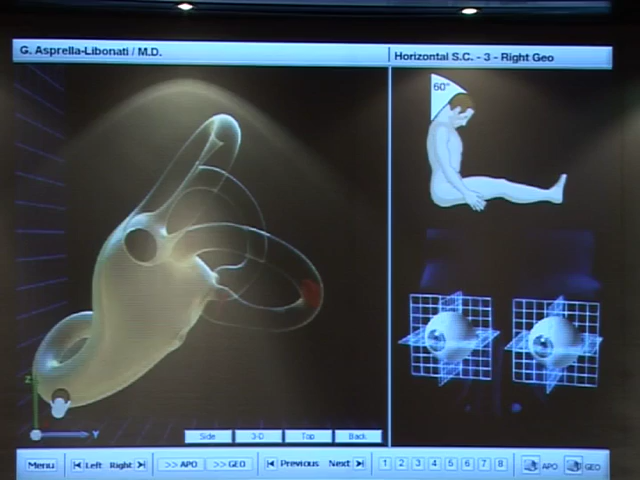 G. Asprella-Libonati / M.D.
Horizontal S.C. - 3 - Right Geo
60°
Z
Y
Side 3-D Top Back
Menu Left Right >> APO >> GEO Previous Next 1 2 3 4 5 6 7 8 APO GEO